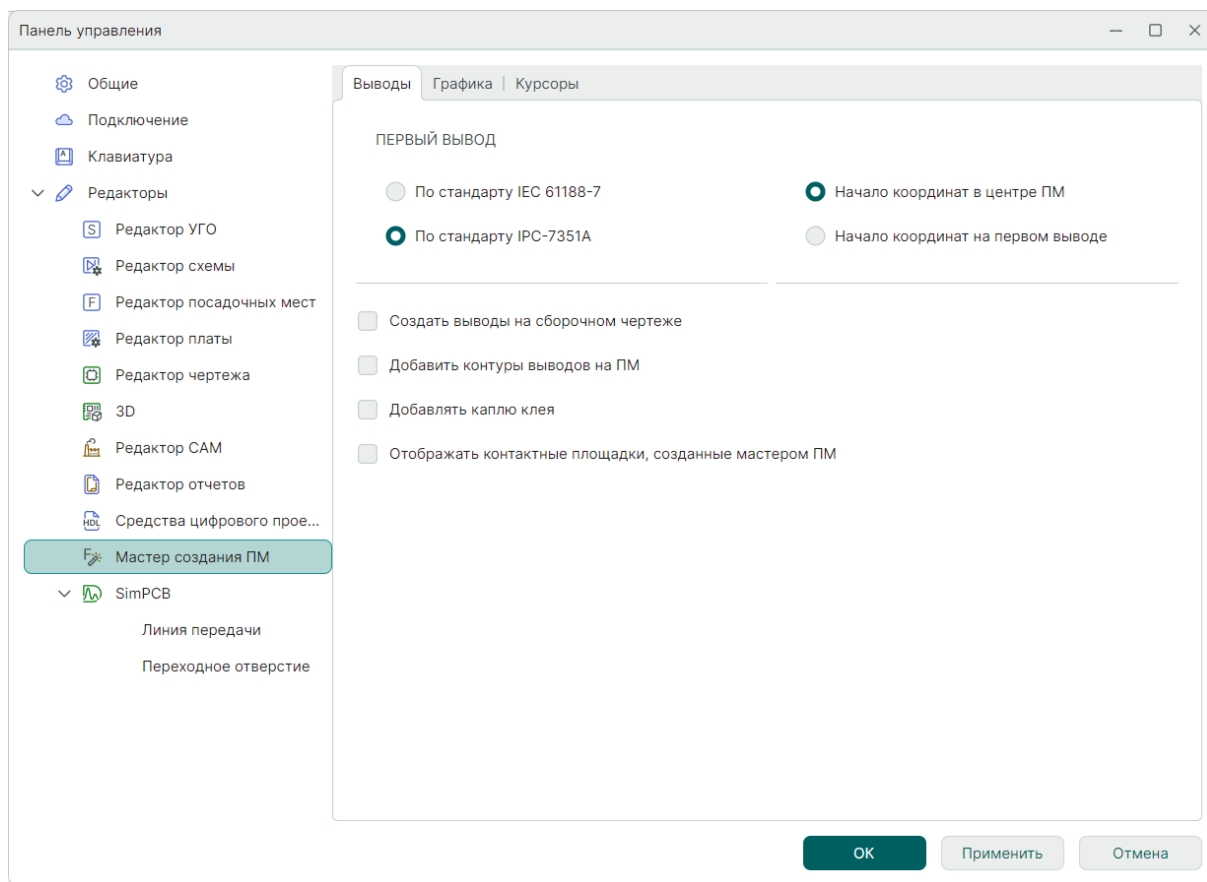 Панель управления
Общие
Подключение
Клавиатура
Редакторы
Редактор УГО
Редактор схемы
Редактор посадочных мест
Редактор платы
Редактор чертежа
3D
Редактор CAM
Редактор отчетов
Средства цифрового прое...
Мастер создания ПМ
SimPCB
Линия передачи
Переходное отверстие
Выводы Графика Курсоры
ПЕРВЫЙ ВЫВОД
По стандарту IEC 61188-7 Начало координат в центре ПМ
По стандарту IPC-7351A Начало координат на первом выводе
Создать выводы на сборочном чертеже
Добавить контуры выводов на ПМ
Добавлять каплю клея
Отображать контактные площадки, созданные мастером ПМ
ОК Применить Отмена